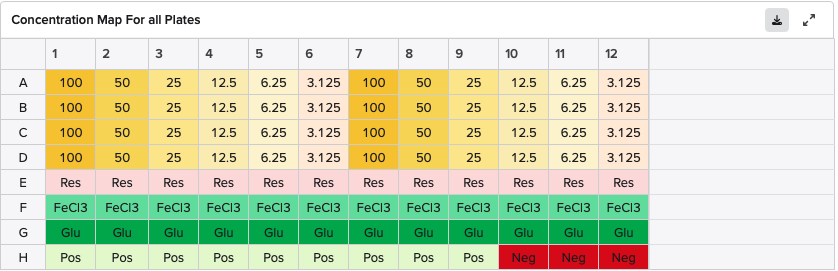 Concentration Map For all Plates
1 2 3 4 5 6 7 8 9 10 11 12
A 100 50 25 12.5 6.25 3.125 100 50 25 12.5 6.25 3.125
B 100 50 25 12.5 6.25 3.125 100 50 25 12.5 6.25 3.125
C 100 50 25 12.5 6.25 3.125 100 50 25 12.5 6.25 3.125
D 100 50 25 12.5 6.25 3.125 100 50 25 12.5 6.25 3.125
E Res Res Res Res Res Res Res Res Res Res Res Res
F FeCl3 FeCl3 FeCl3 FeCl3 FeCl3 FeCl3 FeCl3 FeCl3 FeCl3 FeCl3 FeCl3 FeCl3
G Glu Glu Glu Glu Glu Glu Glu Glu Glu Glu Glu Glu
H Pos Pos Pos Pos Pos Pos Pos Pos Pos Neg Neg Neg